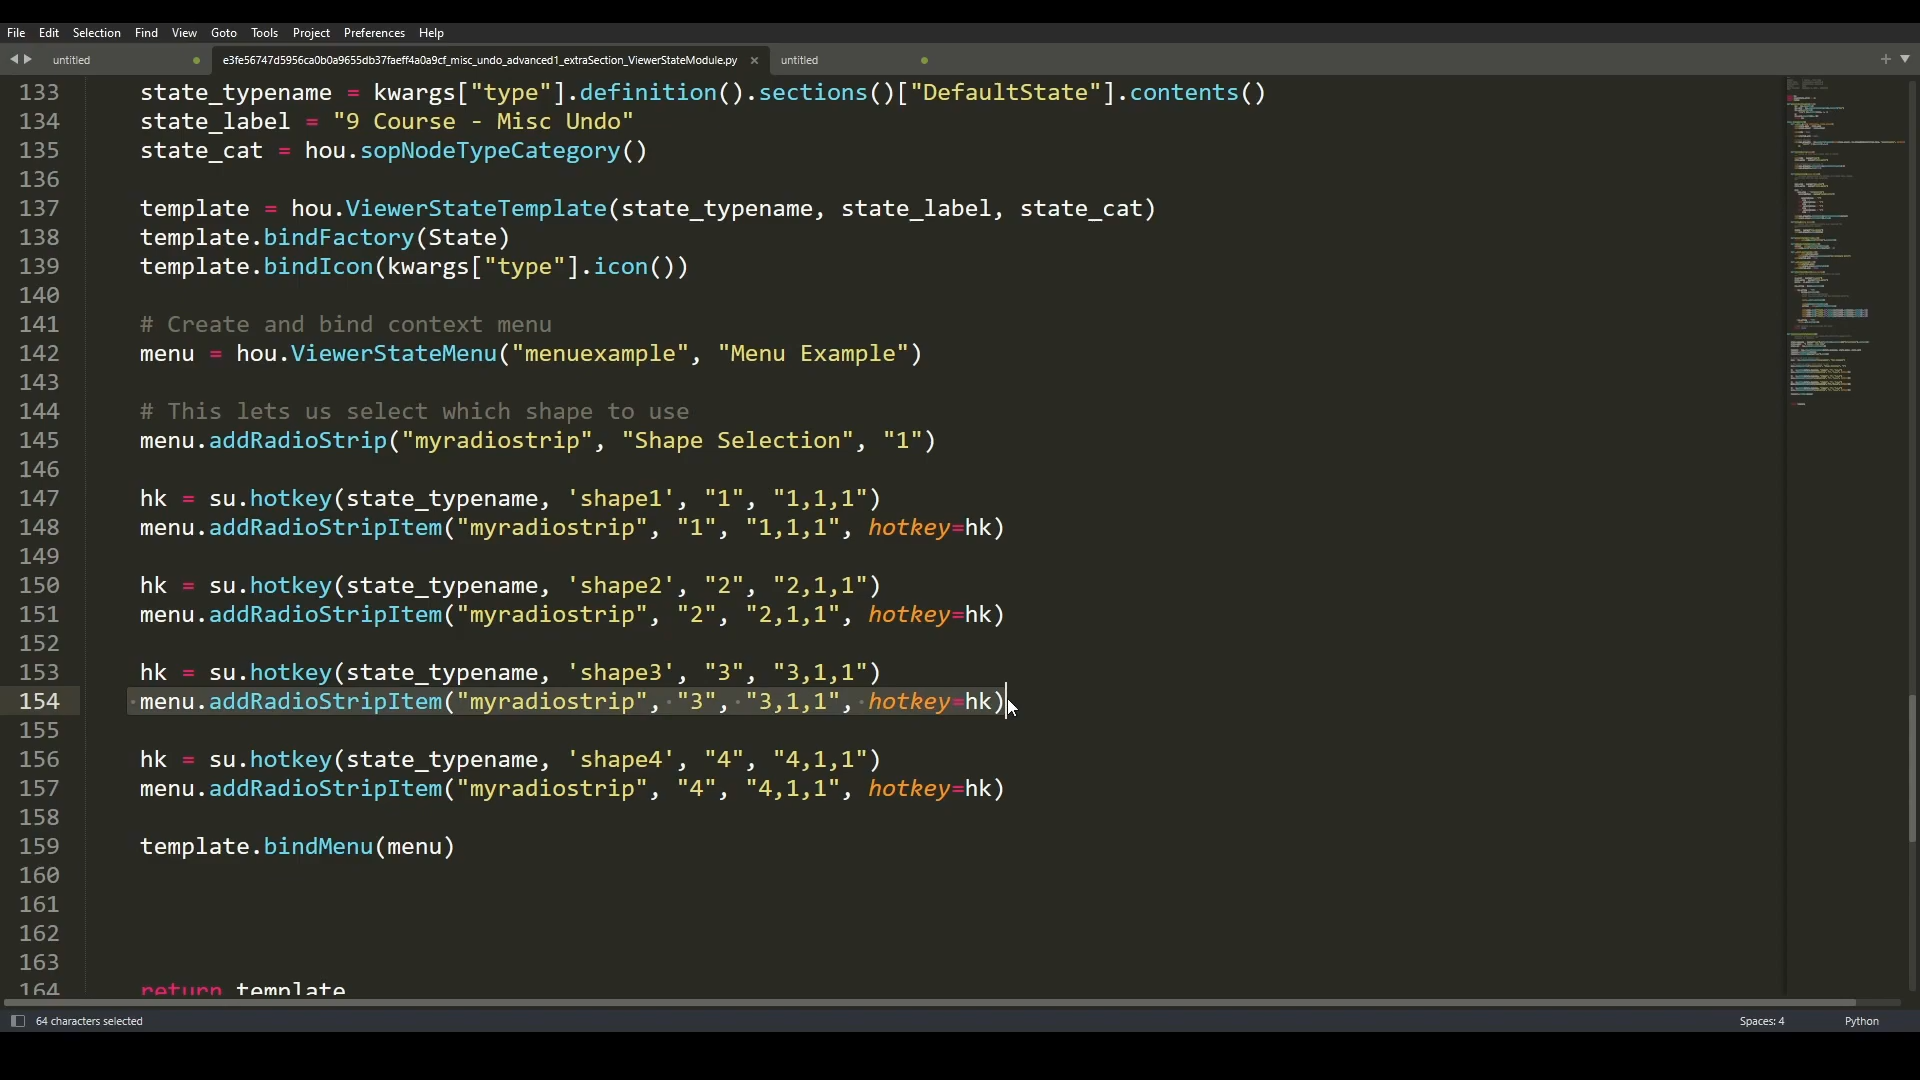 File Edit Selection Find View Goto Tools Project Preferences Help
untitled e3fe56747d5956ca0b0a9655db37faeff4a0a9cf_misc_undo_advanced1_extraSection_ViewerStateModule.py × untitled
133 state_typename = kwargs["type"].definition().sections()["DefaultState"].contents()
134 state_label = "9 Course - Misc Undo"
135 state_cat = hou.sopNodeTypeCategory()
136
137 template = hou.ViewerStateTemplate(state_typename, state_label, state_cat)
138 template.bindFactory(State)
139 template.bindIcon(kwargs["type"].icon())
140
141 # Create and bind context menu
142 menu = hou.ViewerStateMenu("menuexample", "Menu Example")
143
144 # This lets us select which shape to use
145 menu.addRadioStrip("myradiostrip", "Shape Selection", "1")
146
147 hk = su.hotkey(state_typename, 'shape1', "1", "1,1,1")
148 menu.addRadioStripItem("myradiostrip", "1", "1,1,1", hotkey=hk)
149
150 hk = su.hotkey(state_typename, 'shape2', "2", "2,1,1")
151 menu.addRadioStripItem("myradiostrip", "2", "2,1,1", hotkey=hk)
152
153 hk = su.hotkey(state_typename, 'shape3', "3", "3,1,1")
154 menu.addRadioStripItem("myradiostrip", "3", "3,1,1", hotkey=hk)
155
156 hk = su.hotkey(state_typename, 'shape4', "4", "4,1,1")
157 menu.addRadioStripItem("myradiostrip", "4", "4,1,1", hotkey=hk)
158
159 template.bindMenu(menu)
160
161
162
163
164 return template
64 characters selected Spaces: 4 Python